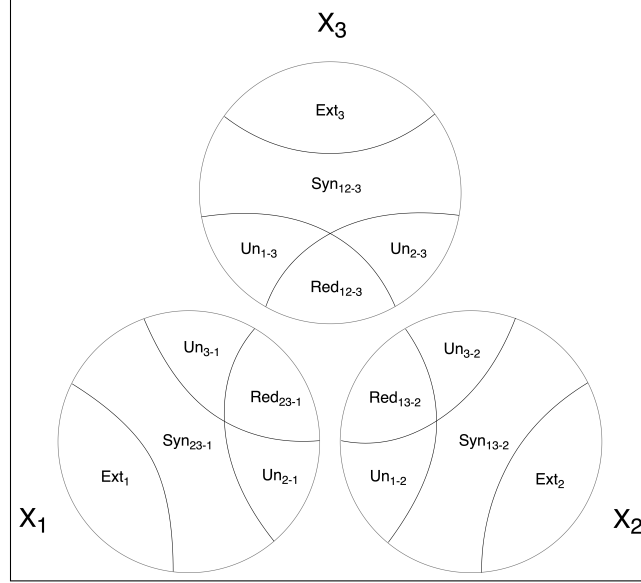 X₃
Ext₃
Syn₁₂₋₃
Un₁₋₃
Un₂₋₃
Red₁₂₋₃
Un₃₋₁
Red₂₃₋₁
Syn₂₃₋₁
Ext₁
Un₂₋₁
X₁
Un₃₋₂
Red₁₃₋₂
Syn₁₃₋₂
Un₁₋₂
Ext₂
X₂